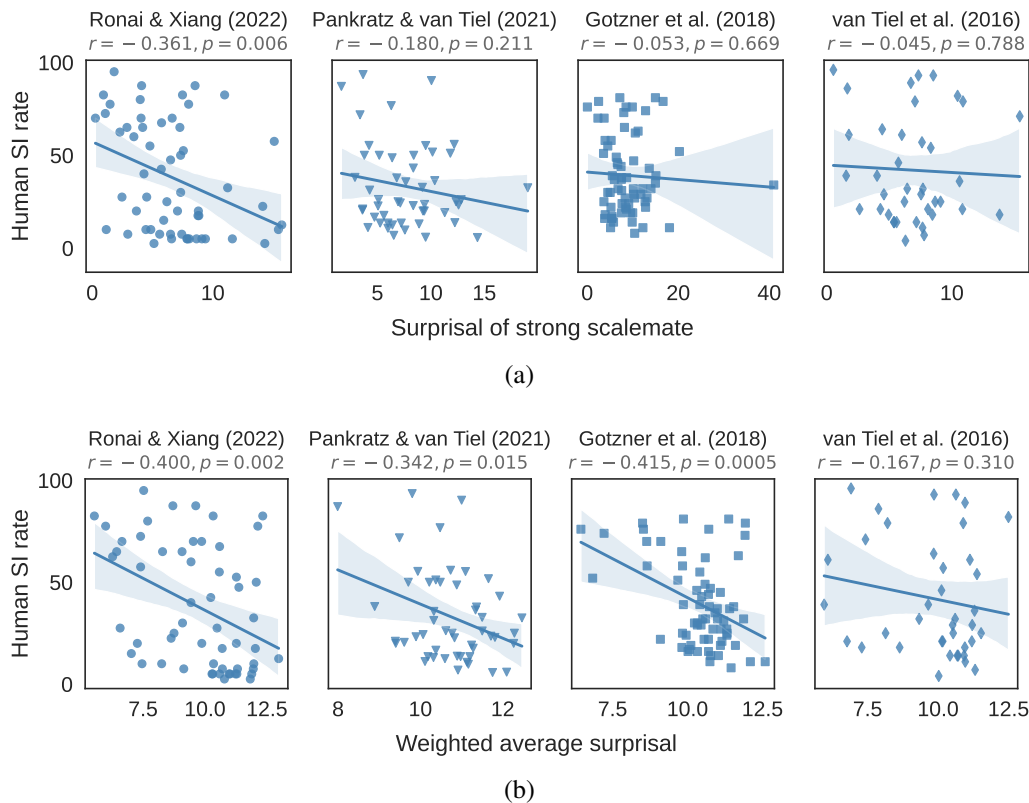 Ronai & Xiang (2022) Pankratz & van Tiel (2021) Gotzner et al. (2018) van Tiel et al. (2016)
r = −0.361, p = 0.006 r = −0.180, p = 0.211 r = −0.053, p = 0.669 r = −0.045, p = 0.788
100
50
0
Human SI rate
0 10 5 10 15 0 20 40 0 10
Surprisal of strong scalemate
(a)
Ronai & Xiang (2022) Pankratz & van Tiel (2021) Gotzner et al. (2018) van Tiel et al. (2016)
r = −0.400, p = 0.002 r = −0.342, p = 0.015 r = −0.415, p = 0.0005 r = −0.167, p = 0.310
100
50
0
Human SI rate
7.5 10.0 12.5 8 10 12 7.5 10.0 12.5 7.5 10.0 12.5
Weighted average surprisal
(b)